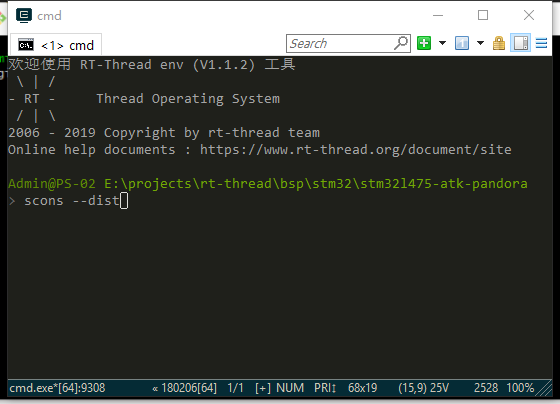 cmd
<1> cmd
Search
欢迎使用 RT-Thread env (V1.1.2) 工具
 \ | /
- RT -     Thread Operating System
 / | \
2006 - 2019 Copyright by rt-thread team
Online help documents : https://www.rt-thread.org/document/site
Admin@PS-02 E:\projects\rt-thread\bsp\stm32\stm32l475-atk-pandora
> scons --dist
cmd.exe*[64]:9308 « 180206[64] 1/1 [+] NUM PRI↕ 68x19 (15,9) 25V 2528 100%